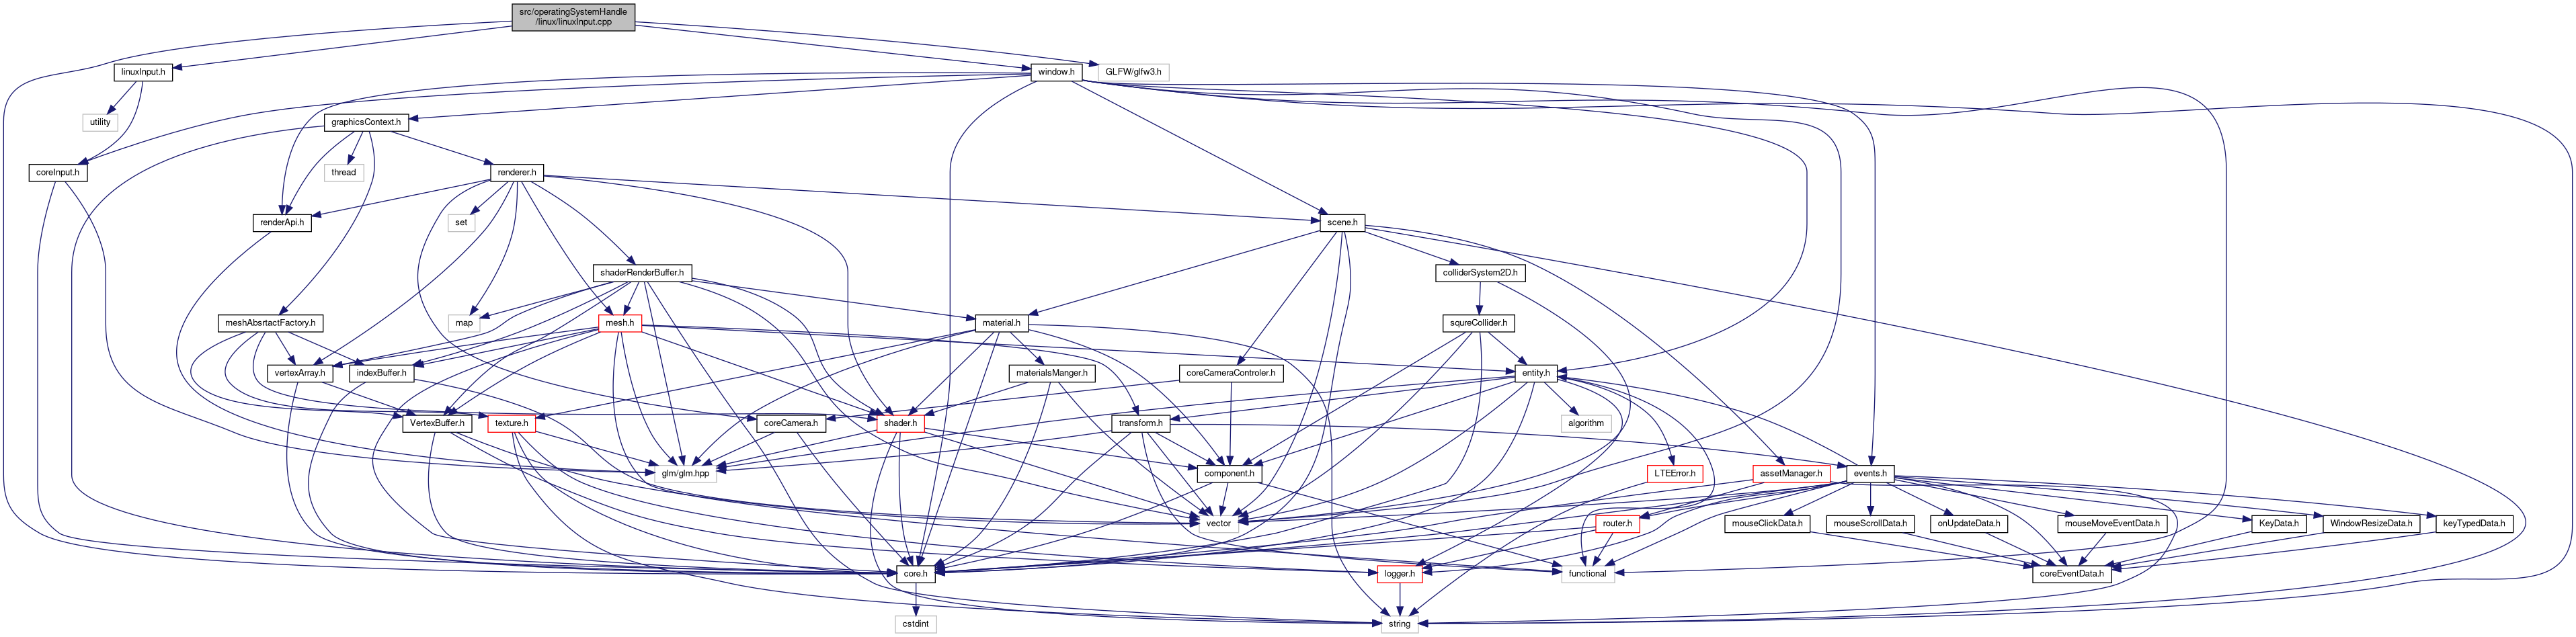 src/operatingSystemHandle
/linux/linuxInput.cpp
linuxInput.h
window.h
GLFW/glfw3.h
utility
graphicsContext.h
coreInput.h
thread
renderer.h
renderApi.h
set
scene.h
shaderRenderBuffer.h
colliderSystem2D.h
meshAbsrtactFactory.h
map
mesh.h
material.h
squreCollider.h
vertexArray.h
indexBuffer.h
materialsManger.h
coreCameraControler.h
entity.h
VertexBuffer.h
texture.h
coreCamera.h
shader.h
transform.h
algorithm
glm/glm.hpp
component.h
LTEError.h
assetManager.h
events.h
vector
router.h
mouseClickData.h
mouseScrollData.h
onUpdateData.h
mouseMoveEventData.h
KeyData.h
WindowResizeData.h
keyTypedData.h
core.h
logger.h
functional
coreEventData.h
cstdint
string